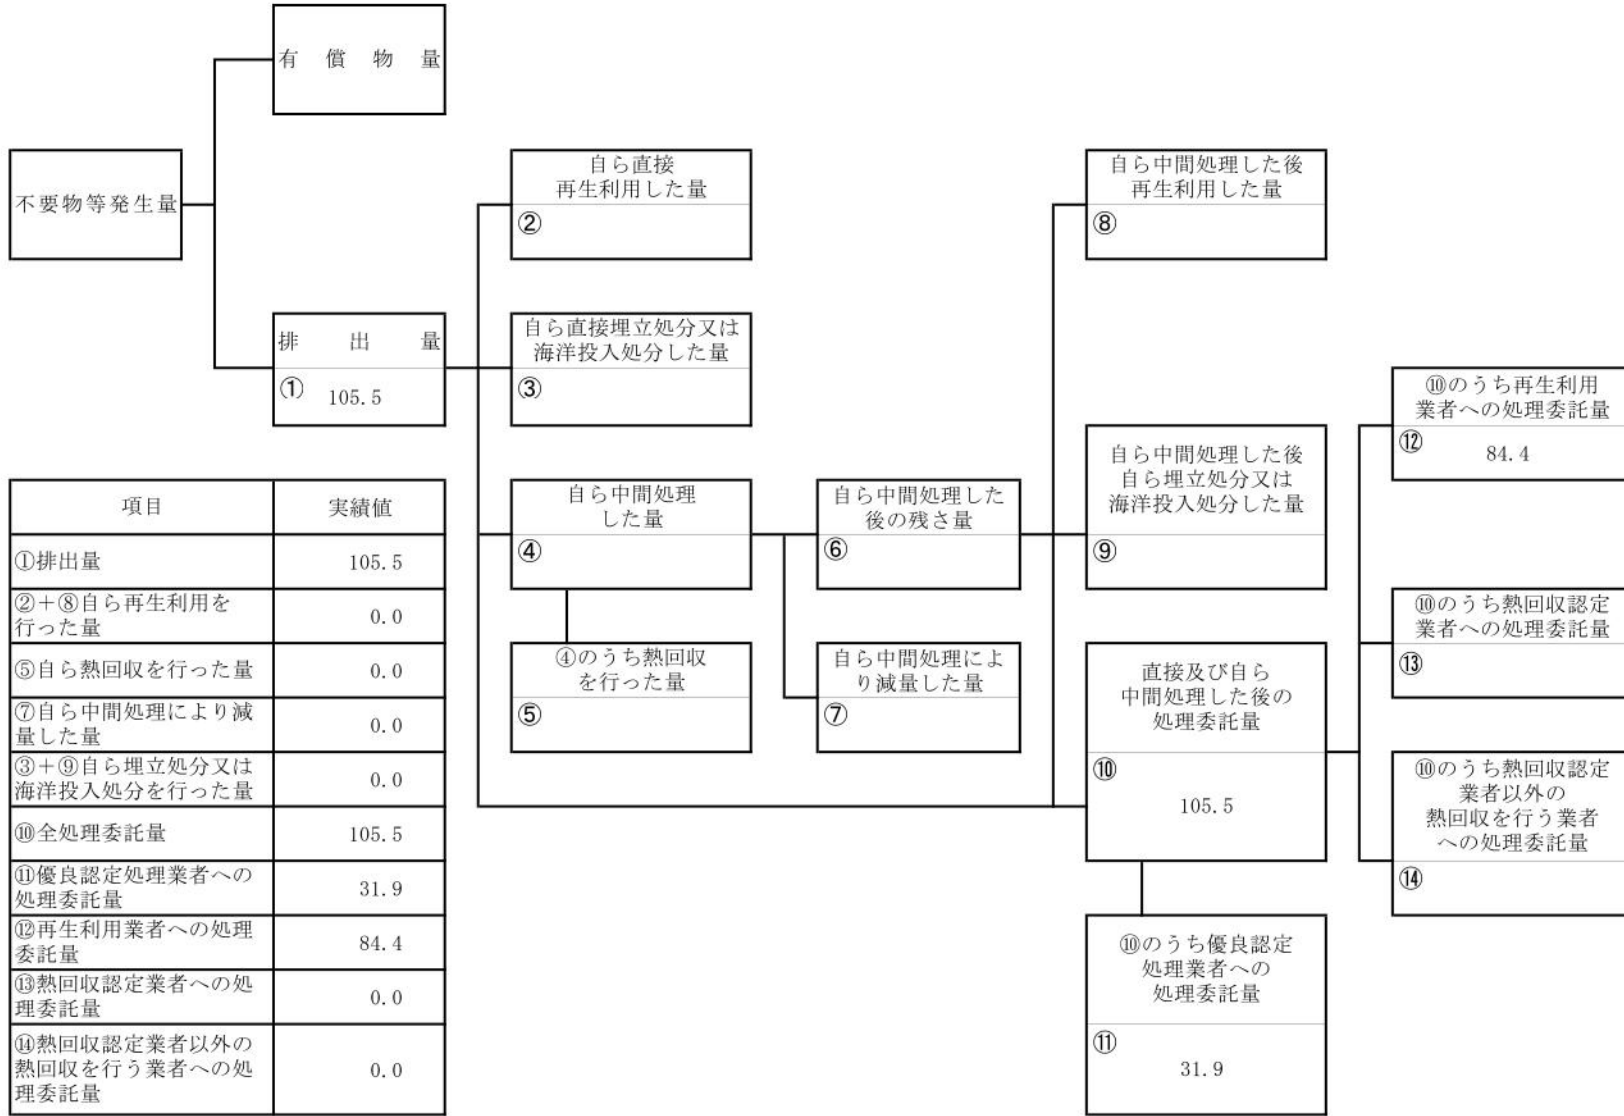 有償物量
不要物等発生量
排出量
①
105.5
自ら直接
再生利用した量
②
自ら直接埋立処分又は
海洋投入処分した量
③
自ら中間処理
した量
④
④のうち熱回収
を行った量
⑤
自ら中間処理した
後の残さ量
⑥
自ら中間処理によ
り減量した量
⑦
自ら中間処理した後
再生利用した量
⑧
自ら中間処理した後
自ら埋立処分又は
海洋投入処分した量
⑨
直接及び自ら
中間処理した後の
処理委託量
⑩
105.5
⑩のうち優良認定
処理業者への
処理委託量
⑪
31.9
⑩のうち再生利用
業者への処理委託量
⑫
84.4
⑩のうち熱回収認定
業者への処理委託量
⑬
⑩のうち熱回収認定
業者以外の
熱回収を行う業者
への処理委託量
⑭
項目 実績値
①排出量 105.5
②+⑧自ら再生利用を
行った量 0.0
⑤自ら熱回収を行った量 0.0
⑦自ら中間処理により減
量した量 0.0
③+⑨自ら埋立処分又は
海洋投入処分を行った量 0.0
⑩全処理委託量 105.5
⑪優良認定処理業者への
処理委託量 31.9
⑫再生利用業者への処理
委託量 84.4
⑬熱回収認定業者への処
理委託量 0.0
⑭熱回収認定業者以外の
熱回収を行う業者への処
理委託量 0.0